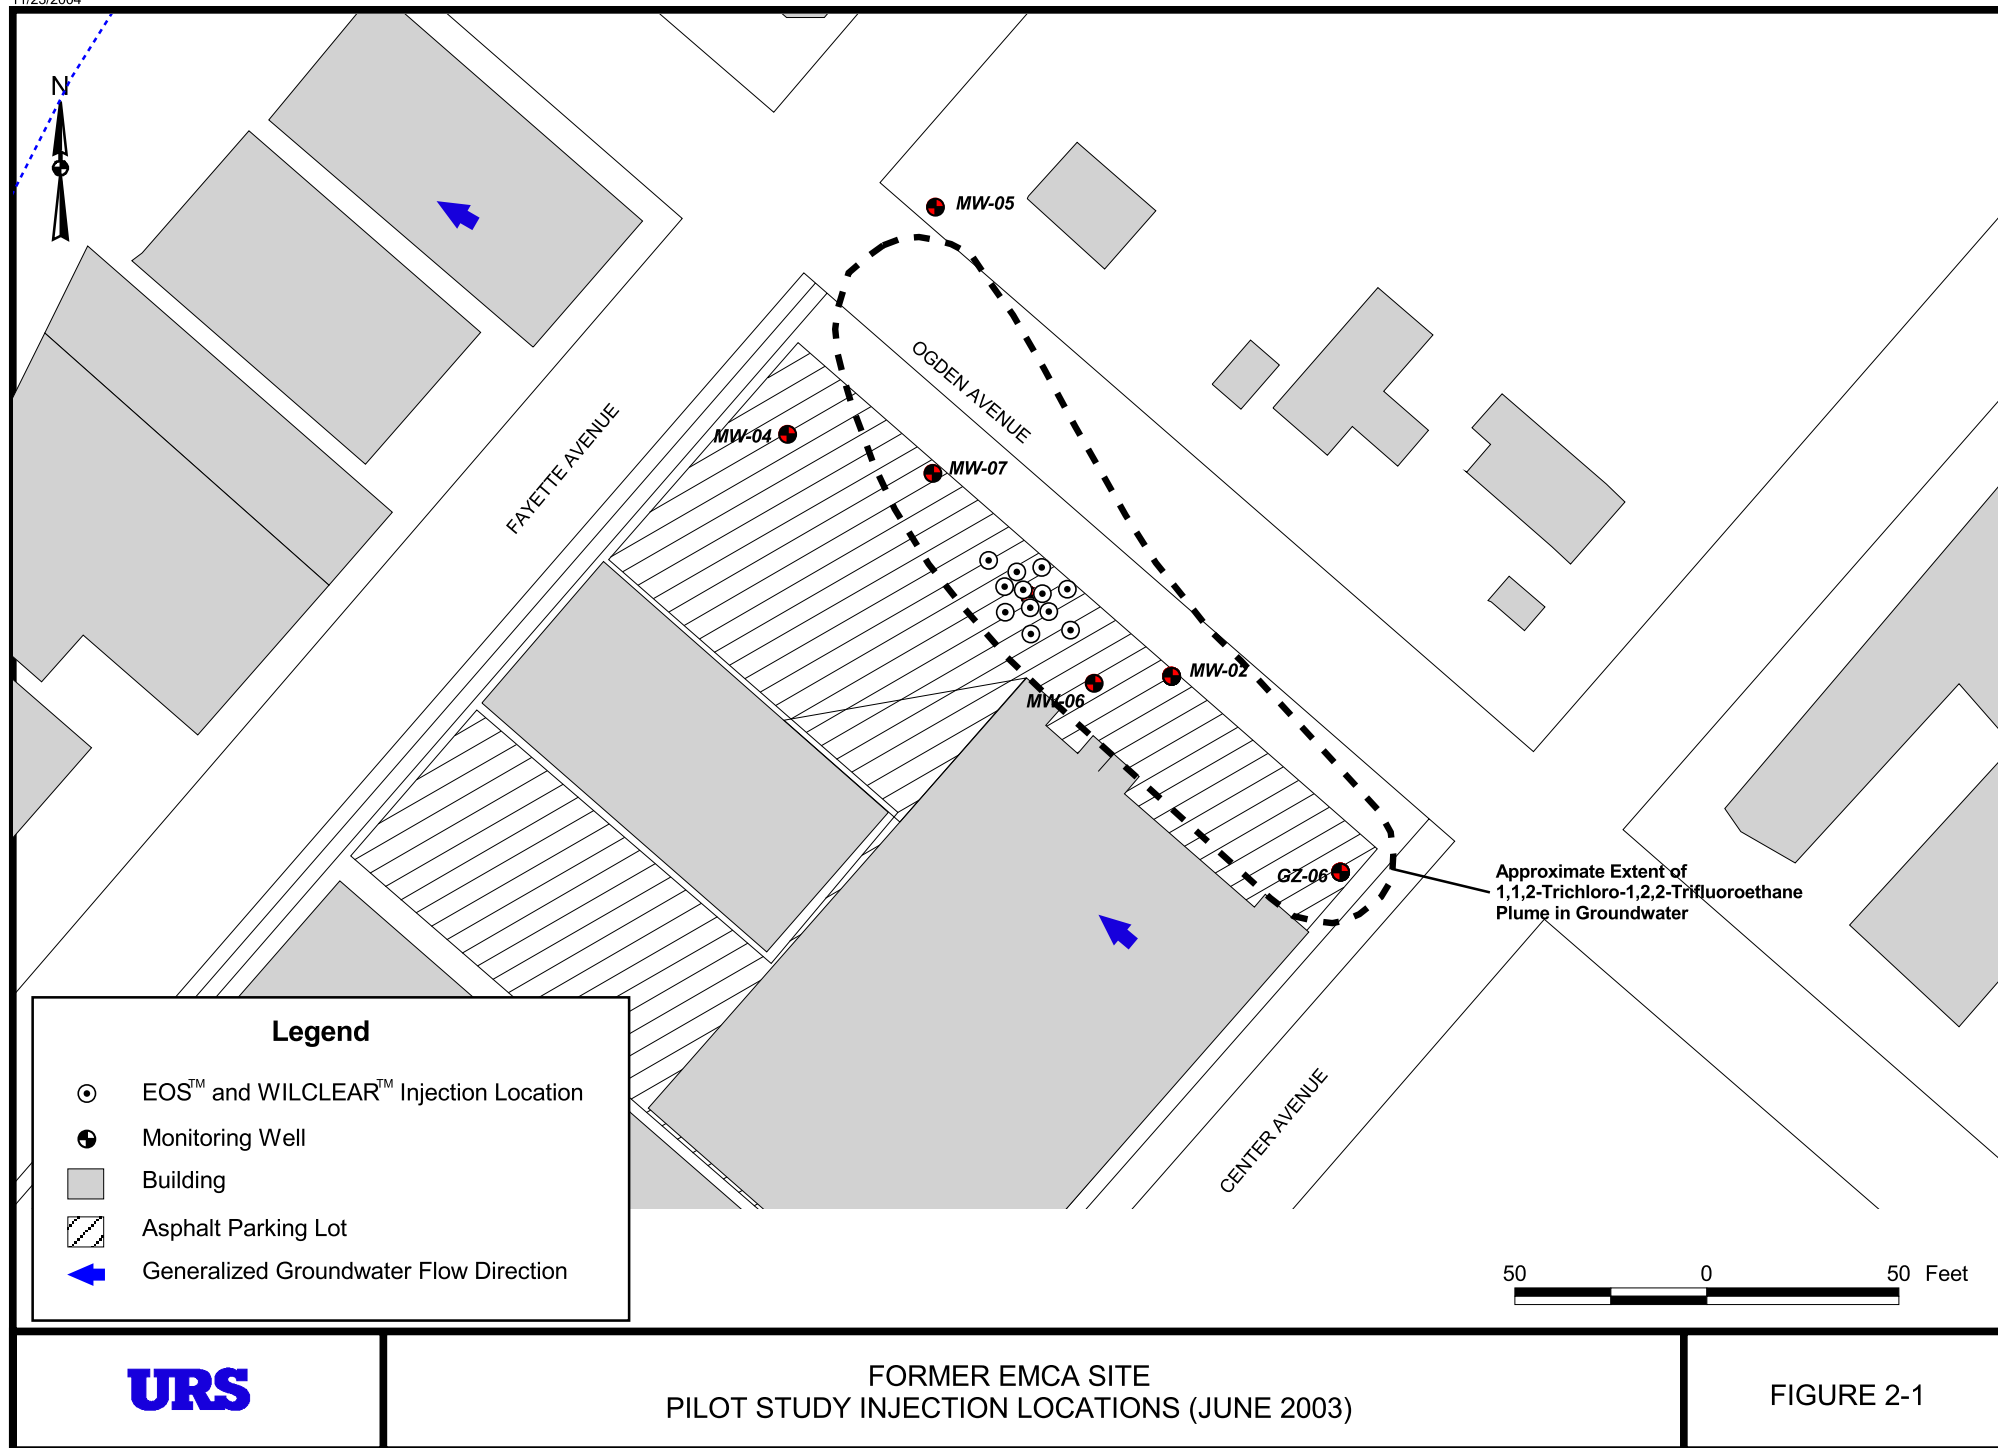 11/23/2004
N
MW-05
OGDEN AVENUE
FAYETTE AVENUE
MW-04
MW-07
MW-02
MW-06
GZ-06
Approximate Extent of
1,1,2-Trichloro-1,2,2-Trifluoroethane
Plume in Groundwater
CENTER AVENUE
Legend
EOS™ and WILCLEAR™ Injection Location
Monitoring Well
Building
Asphalt Parking Lot
Generalized Groundwater Flow Direction
50 0 50 Feet
URS
FORMER EMCA SITE
PILOT STUDY INJECTION LOCATIONS (JUNE 2003)
FIGURE 2-1